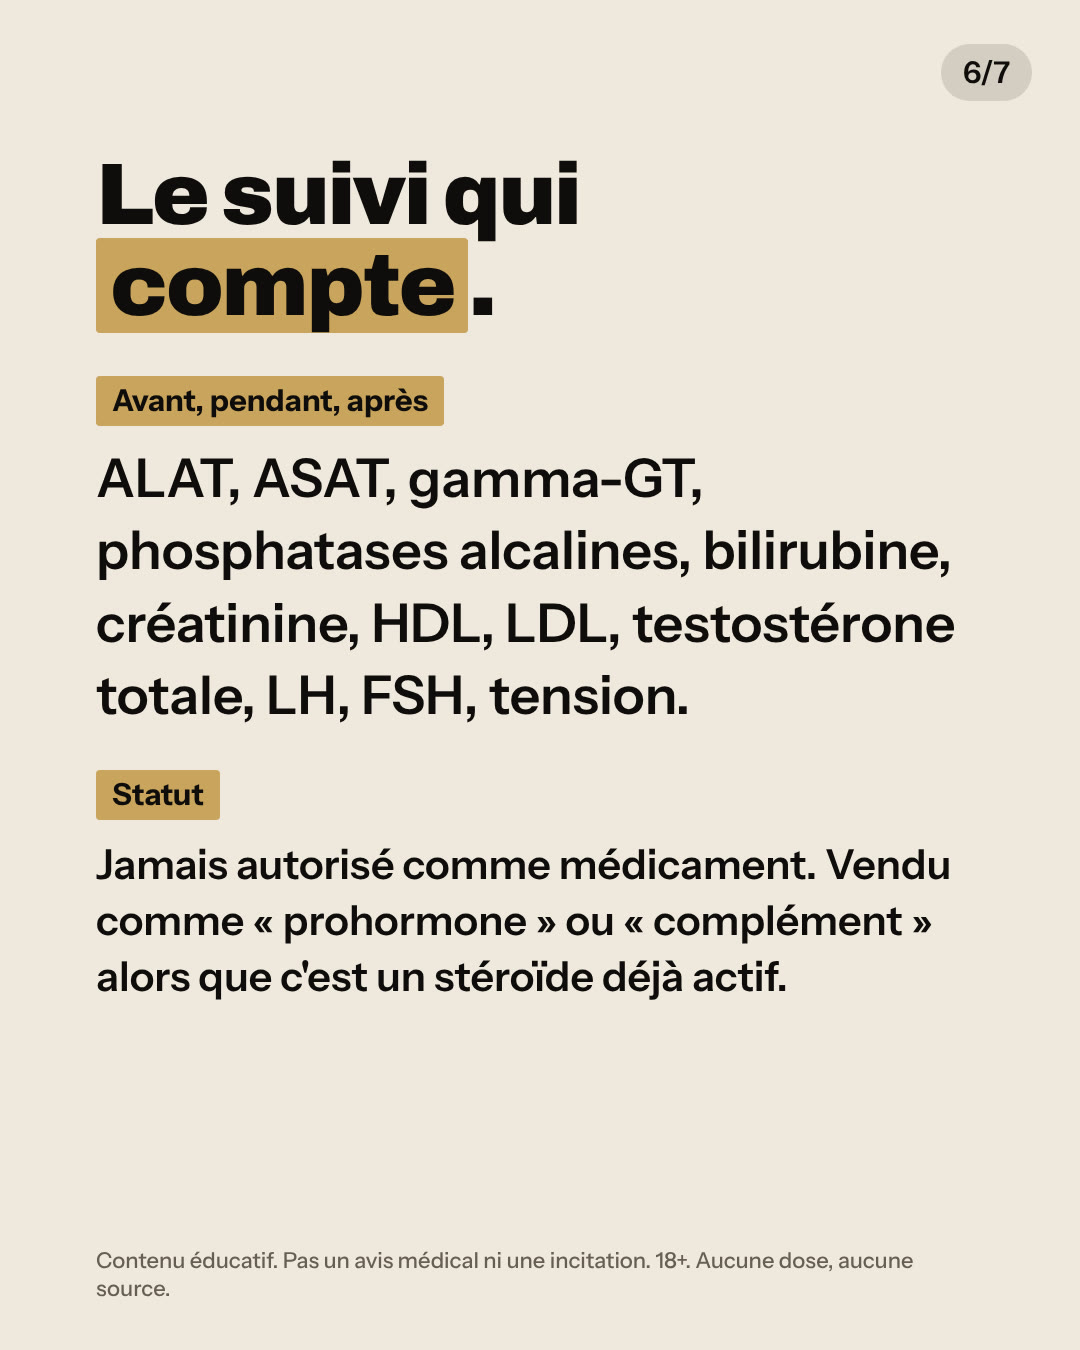 6/7
Le suivi qui
compte.
Avant, pendant, après
ALAT, ASAT, gamma-GT,
phosphatases alcalines, bilirubine,
créatinine, HDL, LDL, testostérone
totale, LH, FSH, tension.
Statut
Jamais autorisé comme médicament. Vendu
comme « prohormone » ou « complément »
alors que c'est un stéroïde déjà actif.
Contenu éducatif. Pas un avis médical ni une incitation. 18+. Aucune dose, aucune
source.